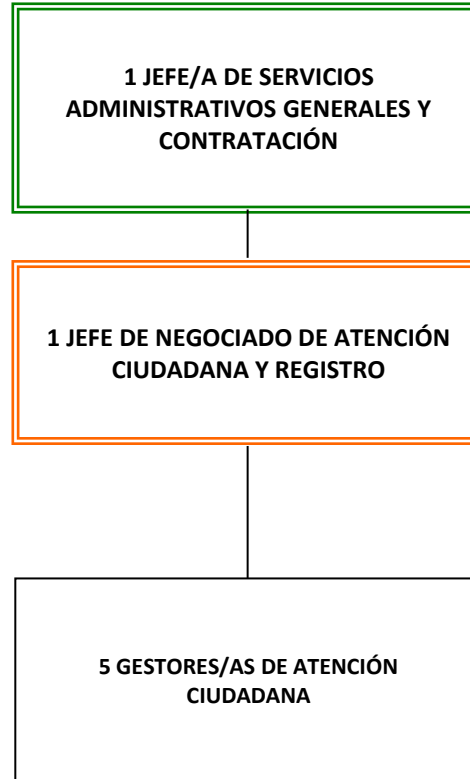 1 JEFE/A DE SERVICIOS
ADMINISTRATIVOS GENERALES Y
CONTRATACIÓN
1 JEFE DE NEGOCIADO DE ATENCIÓN
CIUDADANA Y REGISTRO
5 GESTORES/AS DE ATENCIÓN
CIUDADANA